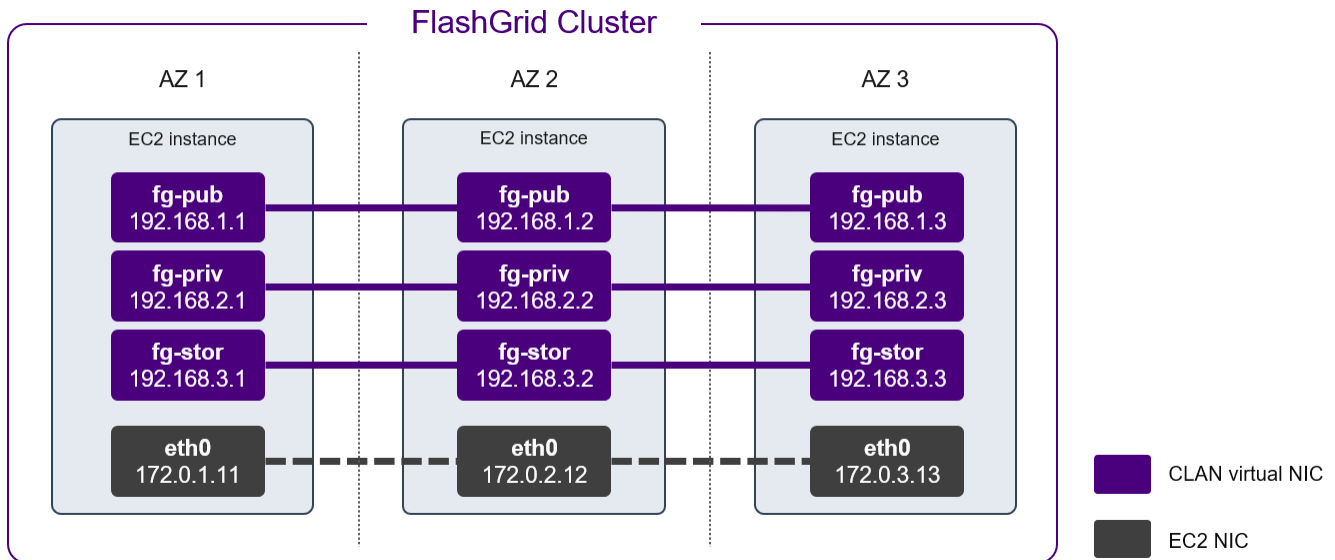 FlashGrid Cluster
AZ 1
AZ 2
AZ 3
EC2 instance
EC2 instance
EC2 instance
fg-pub
192.168.1.1
fg-pub
192.168.1.2
fg-pub
192.168.1.3
fg-priv
192.168.2.1
fg-priv
192.168.2.2
fg-priv
192.168.2.3
fg-stor
192.168.3.1
fg-stor
192.168.3.2
fg-stor
192.168.3.3
eth0
172.0.1.11
eth0
172.0.2.12
eth0
172.0.3.13
CLAN virtual NIC
EC2 NIC